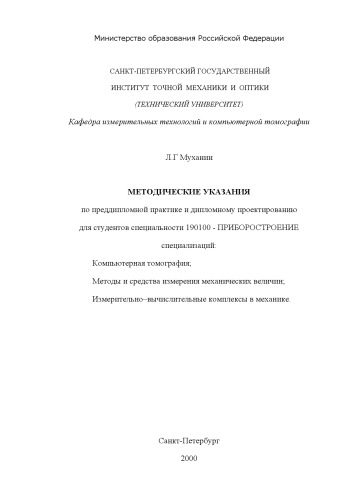 Министерство образования Российской Федерации
САНКТ-ПЕТЕРБУРГСКИЙ ГОСУДАРСТВЕННЫЙ
ИНСТИТУТ ТОЧНОЙ МЕХАНИКИ И ОПТИКИ
(ТЕХНИЧЕСКИЙ УНИВЕРСИТЕТ)
Кафедра измерительных технологий и компьютерной томографии
Л.Г Муханин
МЕТОДИЧЕСКИЕ УКАЗАНИЯ
по преддипломной практике и дипломному проектированию
для студентов специальности 190100 - ПРИБОРОСТРОЕНИЕ
специализаций:
Компьютерная томография;
Методы и средства измерения механических величин;
Измерительно–вычислительные комплексы в механике.
Санкт-Петербург
2000